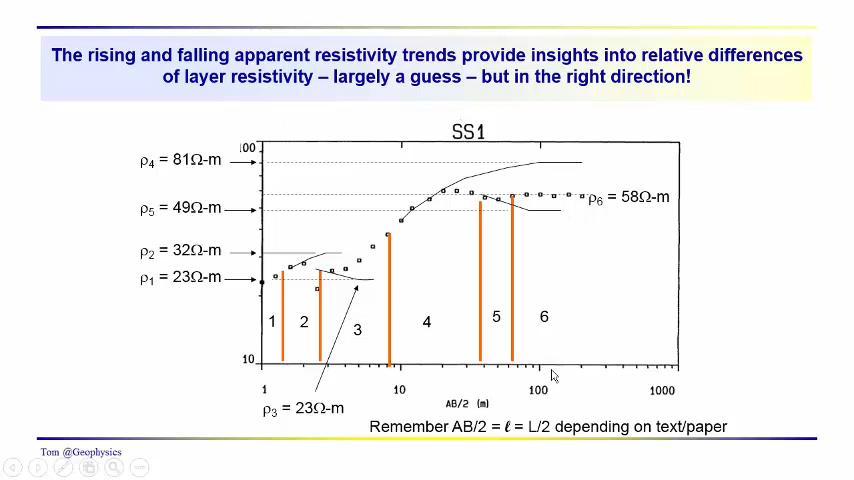 The rising and falling apparent resistivity trends provide insights into relative differences
of layer resistivity – largely a guess – but in the right direction!
SS1
100
ρ4 = 81Ω-m
ρ6 = 58Ω-m
ρ5 = 49Ω-m
ρ2 = 32Ω-m
ρ1 = 23Ω-m
1 2 3 4 5 6
10
1 10 100 1000
AB/2 (m)
ρ3 = 23Ω-m
Remember AB/2 = ℓ = L/2 depending on text/paper
Tom @Geophysics